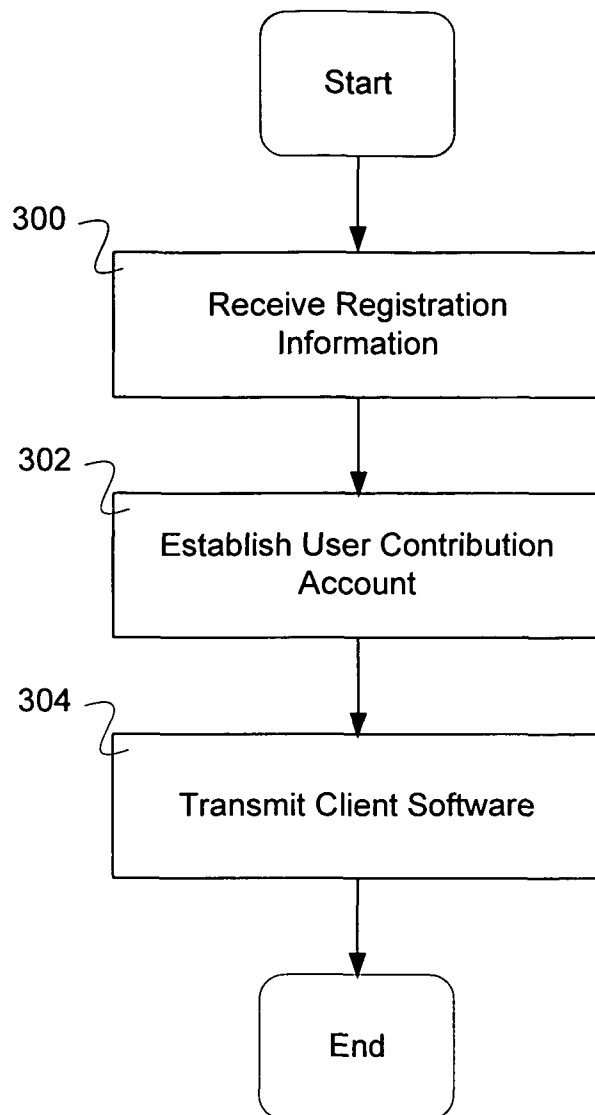 Start
300
Receive Registration
Information
302
Establish User Contribution
Account
304
Transmit Client Software
End